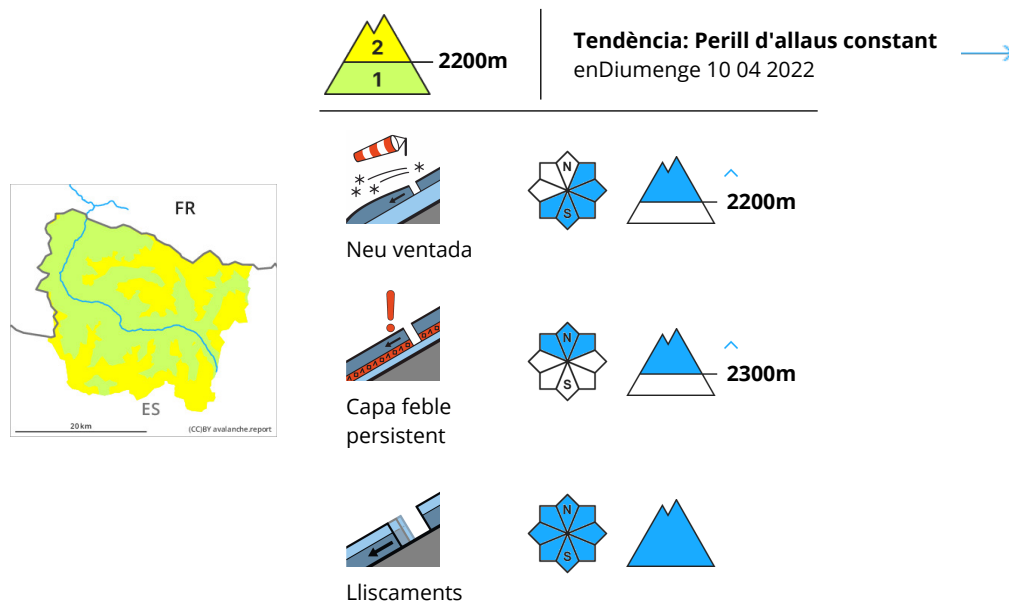 2
1
2200m
Tendència: Perill d'allaus constant
enDiumenge 10 04 2022
FR
ES
20 km
(CC)BY avalanche.report
N
S
2200m
Neu ventada
N
S
2300m
Capa feble
persistent
N
S
Lliscaments